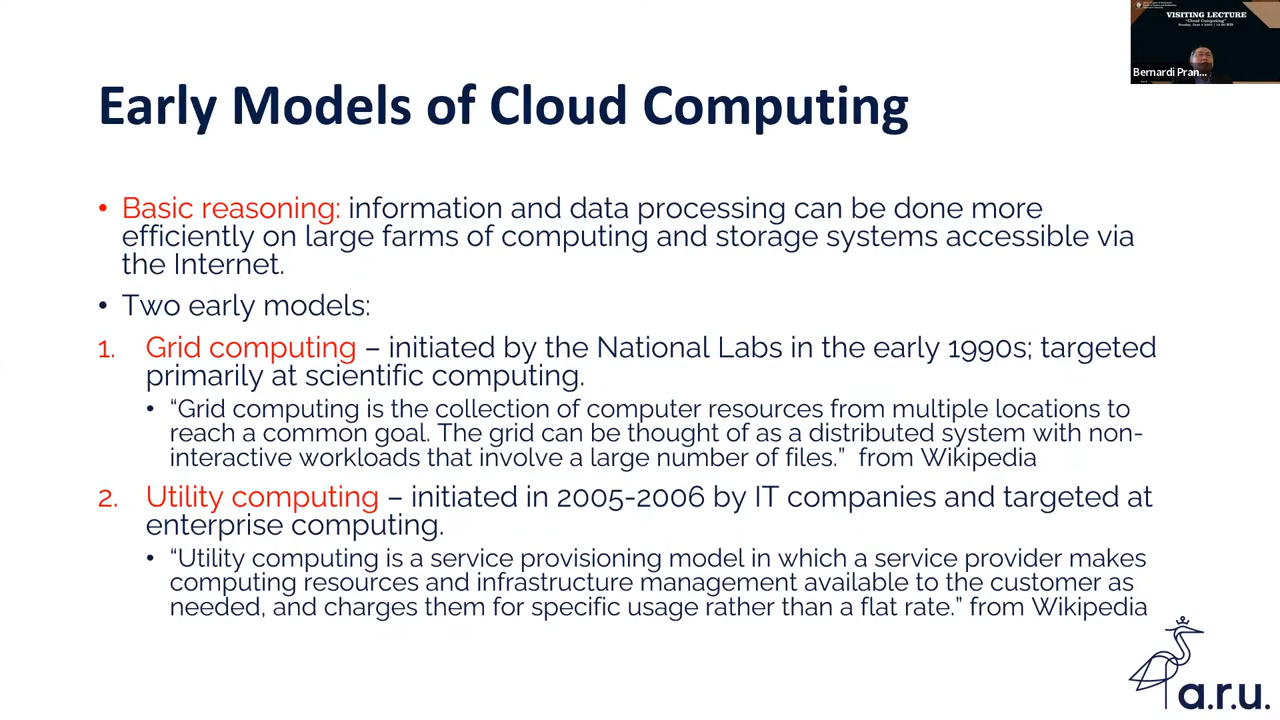 VISITING LECTURE
"Cloud Computing"
Bernardi Pran...
Early Models of Cloud Computing
• Basic reasoning: information and data processing can be done more
efficiently on large farms of computing and storage systems accessible via
the Internet.
• Two early models:
1. Grid computing – initiated by the National Labs in the early 1990s; targeted
primarily at scientific computing.
• “Grid computing is the collection of computer resources from multiple locations to
reach a common goal. The grid can be thought of as a distributed system with non-
interactive workloads that involve a large number of files.” from Wikipedia
2. Utility computing – initiated in 2005-2006 by IT companies and targeted at
enterprise computing.
• “Utility computing is a service provisioning model in which a service provider makes
computing resources and infrastructure management available to the customer as
needed, and charges them for specific usage rather than a flat rate.” from Wikipedia
a.r.u.